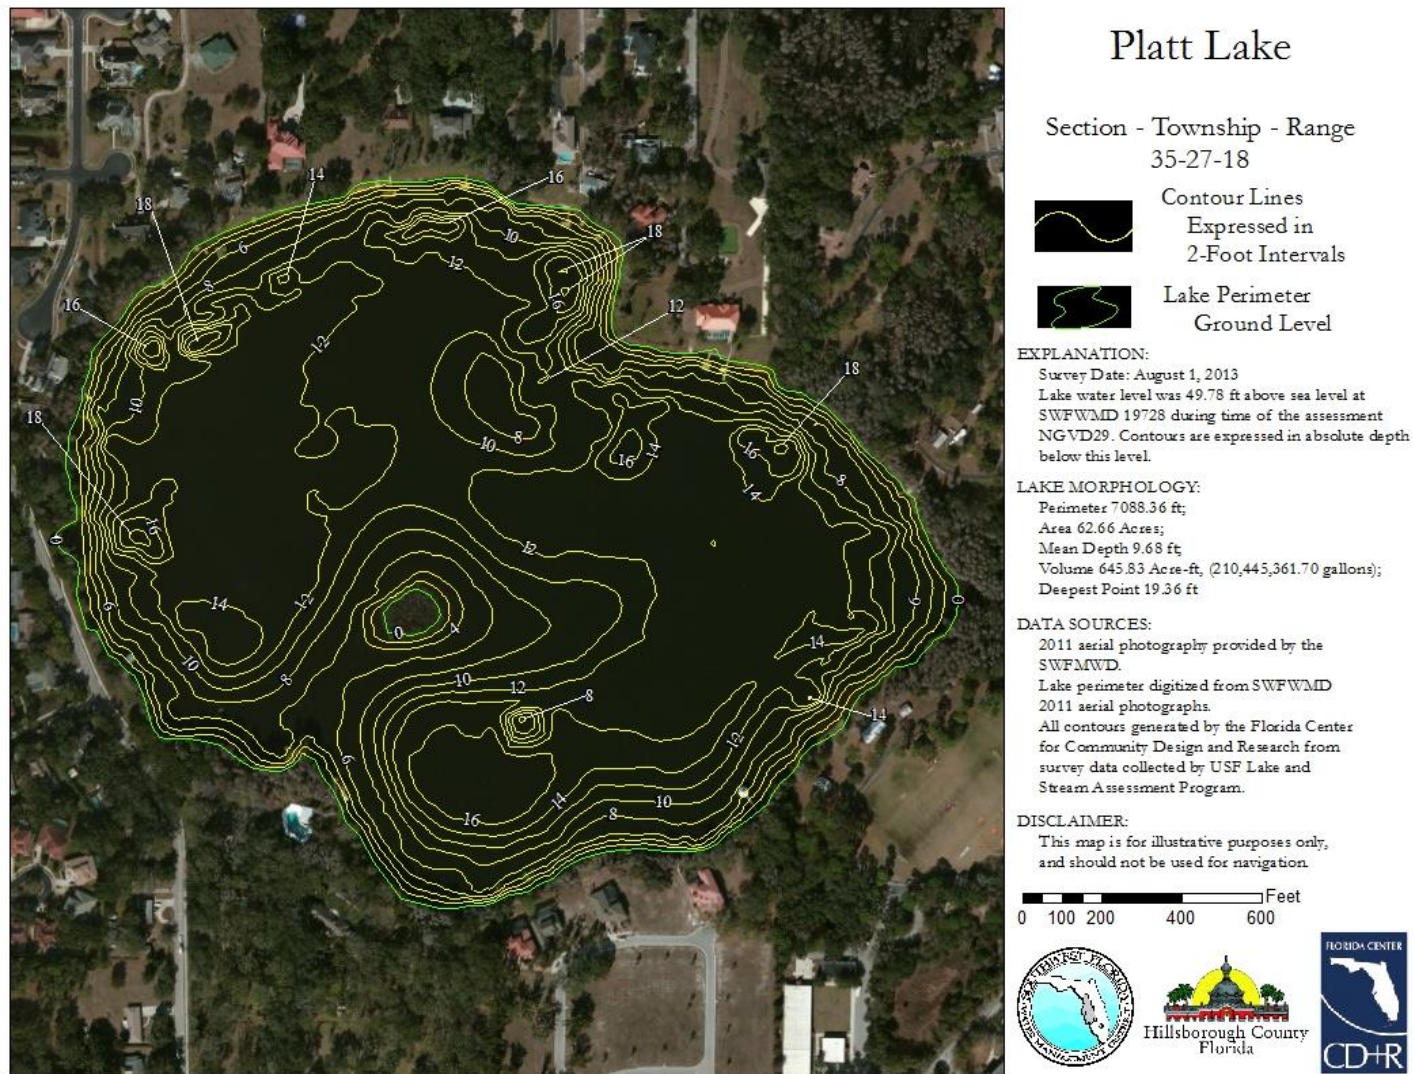 Platt Lake
Section - Township - Range
35-27-18
Contour Lines
Expressed in
2-Foot Intervals
Lake Perimeter
Ground Level
EXPLANATION:
Survey Date: August 1, 2013
Lake water level was 49.78 ft above sea level at
SWFWMD 19728 during time of the assessment
NGVD29. Contours are expressed in absolute depth
below this level.
LAKE MORPHOLOGY:
Perimeter 7088.36 ft;
Area 62.66 Acres;
Mean Depth 9.68 ft;
Volume 645.83 Acre-ft, (210,445,361.70 gallons);
Deepest Point 19.36 ft
DATA SOURCES:
2011 aerial photography provided by the
SWFMWD.
Lake perimeter digitized from SWFWMD
2011 aerial photographs.
All contours generated by the Florida Center
for Community Design and Research from
survey data collected by USF Lake and
Stream Assessment Program.
DISCLAIMER:
This map is for illustrative purposes only,
and should not be used for navigation.
Feet
0 100 200 400 600
SOUTHWEST FLORIDA
WATER MANAGEMENT DISTRICT
Hillsborough County
Florida
FLORIDA CENTER
CD+R
14
16
18
6
10
18
12
8
16
16
12
12
18
10
18
10
8
14
16
16
14
8
16
0
12
14
12
6
6
0
0
4
14
10
8
10
12
8
14
12
6
14
10
16
8